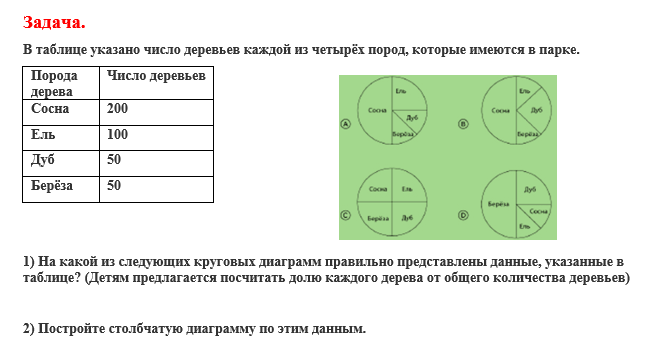 Задача.
В таблице указано число деревьев каждой из четырёх пород, которые имеются в парке.
Порода дерева Число деревьев
Сосна 200
Ель 100
Дуб 50
Берёза 50
A
Сосна
Ель
Дуб
Берёза
B
Сосна
Ель
Дуб
Берёза
C
Сосна
Ель
Берёза
Дуб
D
Берёза
Дуб
Сосна
Ель
1) На какой из следующих круговых диаграмм правильно представлены данные, указанные в
таблице? (Детям предлагается посчитать долю каждого дерева от общего количества деревьев)
2) Постройте столбчатую диаграмму по этим данным.